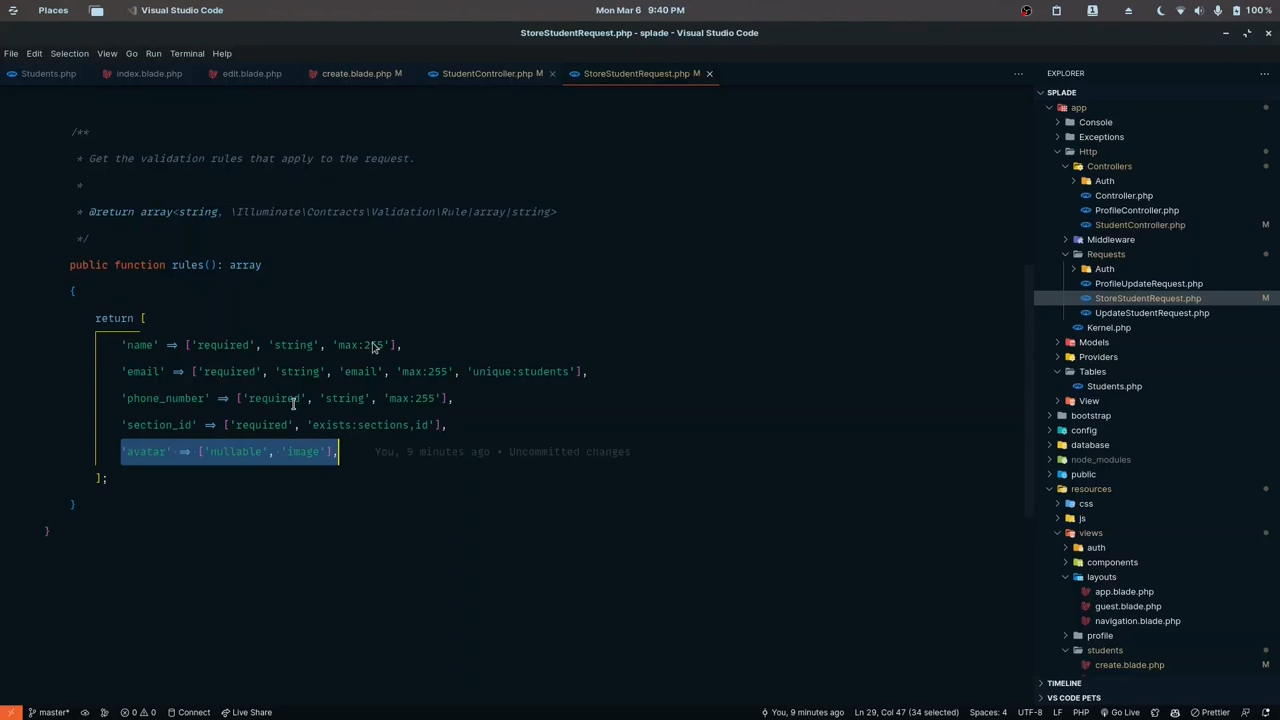 Places
Visual Studio Code
Mon Mar 6 9:40 PM
100 %
StoreStudentRequest.php - splade - Visual Studio Code
File Edit Selection View Go Run Terminal Help
Students.php index.blade.php edit.blade.php create.blade.php M StudentController.php M StoreStudentRequest.php M
/**
* Get the validation rules that apply to the request.
*
* @return array<string, \Illuminate\Contracts\Validation\Rule|array|string>
*/
public function rules(): array
{
return [
'name' => ['required', 'string', 'max:255'],
'email' => ['required', 'string', 'email', 'max:255', 'unique:students'],
'phone_number' => ['required', 'string', 'max:255'],
'section_id' => ['required', 'exists:sections,id'],
'avatar' => ['nullable', 'image'], You, 9 minutes ago • Uncommitted changes
];
}
}
EXPLORER
SPLADE
app
Console
Exceptions
Http
Controllers
Auth
Controller.php
ProfileController.php
StudentController.php M
Middleware
Requests
Auth
ProfileUpdateRequest.php
StoreStudentRequest.php M
UpdateStudentRequest.php
Kernel.php
Models
Providers
Tables
Students.php
View
bootstrap
config
database
node_modules
public
resources
css
js
views
auth
components
layouts
app.blade.php
guest.blade.php
navigation.blade.php
profile
students
create.blade.php M
TIMELINE
VS CODE PETS
master* 0 0 Connect Live Share You, 9 minutes ago Ln 29, Col 47 (34 selected) Spaces: 4 UTF-8 LF PHP Go Live Prettier